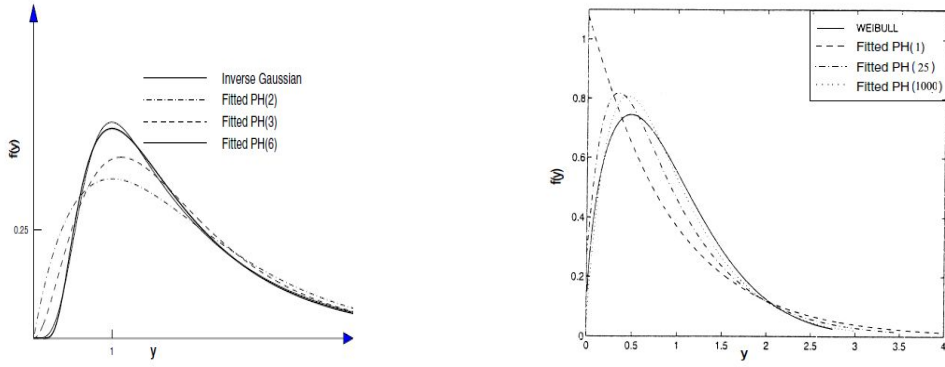 f(y)
0.25
1
y
Inverse Gaussian
Fitted PH(2)
Fitted PH(3)
Fitted PH(6)
f(y)
1
0.8
0.6
0.4
0.2
0
0
0.5
1
1.5
2
2.5
3
3.5
4
y
WEIBULL
Fitted PH(1)
Fitted PH(25)
Fitted PH(1000)